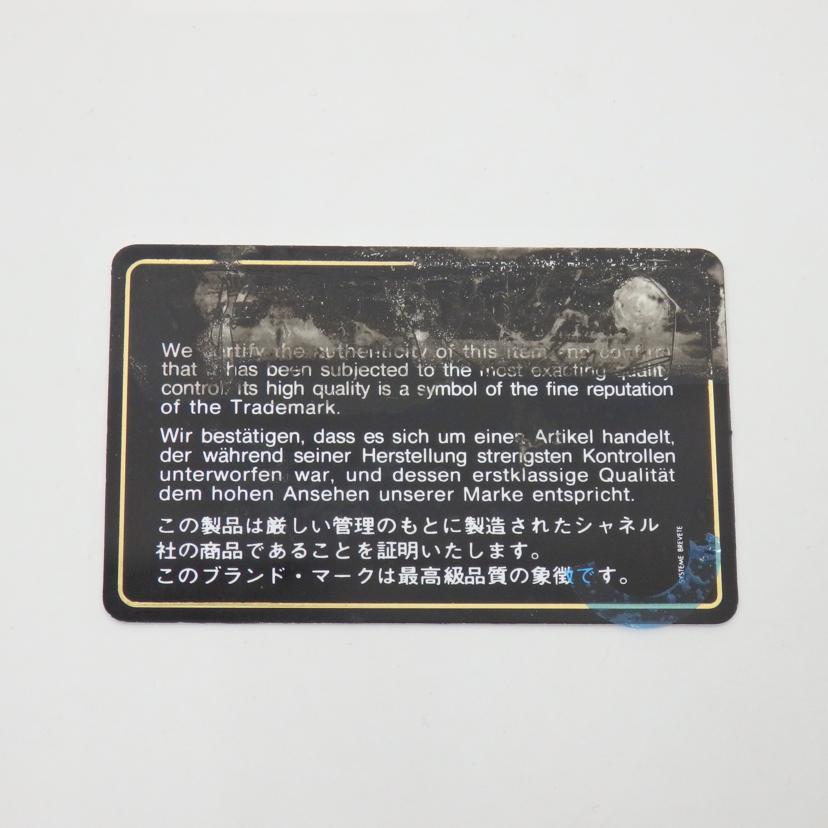 We certify the authenticity of this item and confirm
that it has been subjected to the most exacting quality
control. Its high quality is a symbol of the fine reputation
of the Trademark.
Wir bestätigen, dass es sich um einen Artikel handelt,
der während seiner Herstellung strengsten Kontrollen
unterworfen war, und dessen erstklassige Qualität
dem hohen Ansehen unserer Marke entspricht.
この製品は厳しい管理のもとに製造されたシャネル
社の商品であることを証明いたします。
このブランド・マークは最高級品質の象徴です。
SYSTEME BREVETE